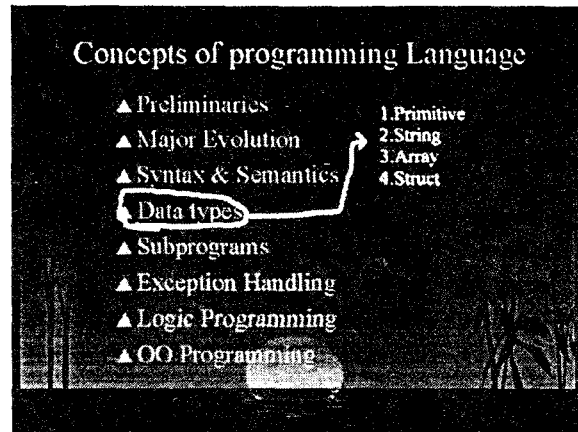 Concepts of programming Language
▲ Preliminaries
▲ Major Evolution
▲ Syntax & Semantics
▲ Data types
▲ Subprograms
▲ Exception Handling
▲ Logic Programming
▲ OO Programming
1.Primitive
2.String
3.Array
4.Struct